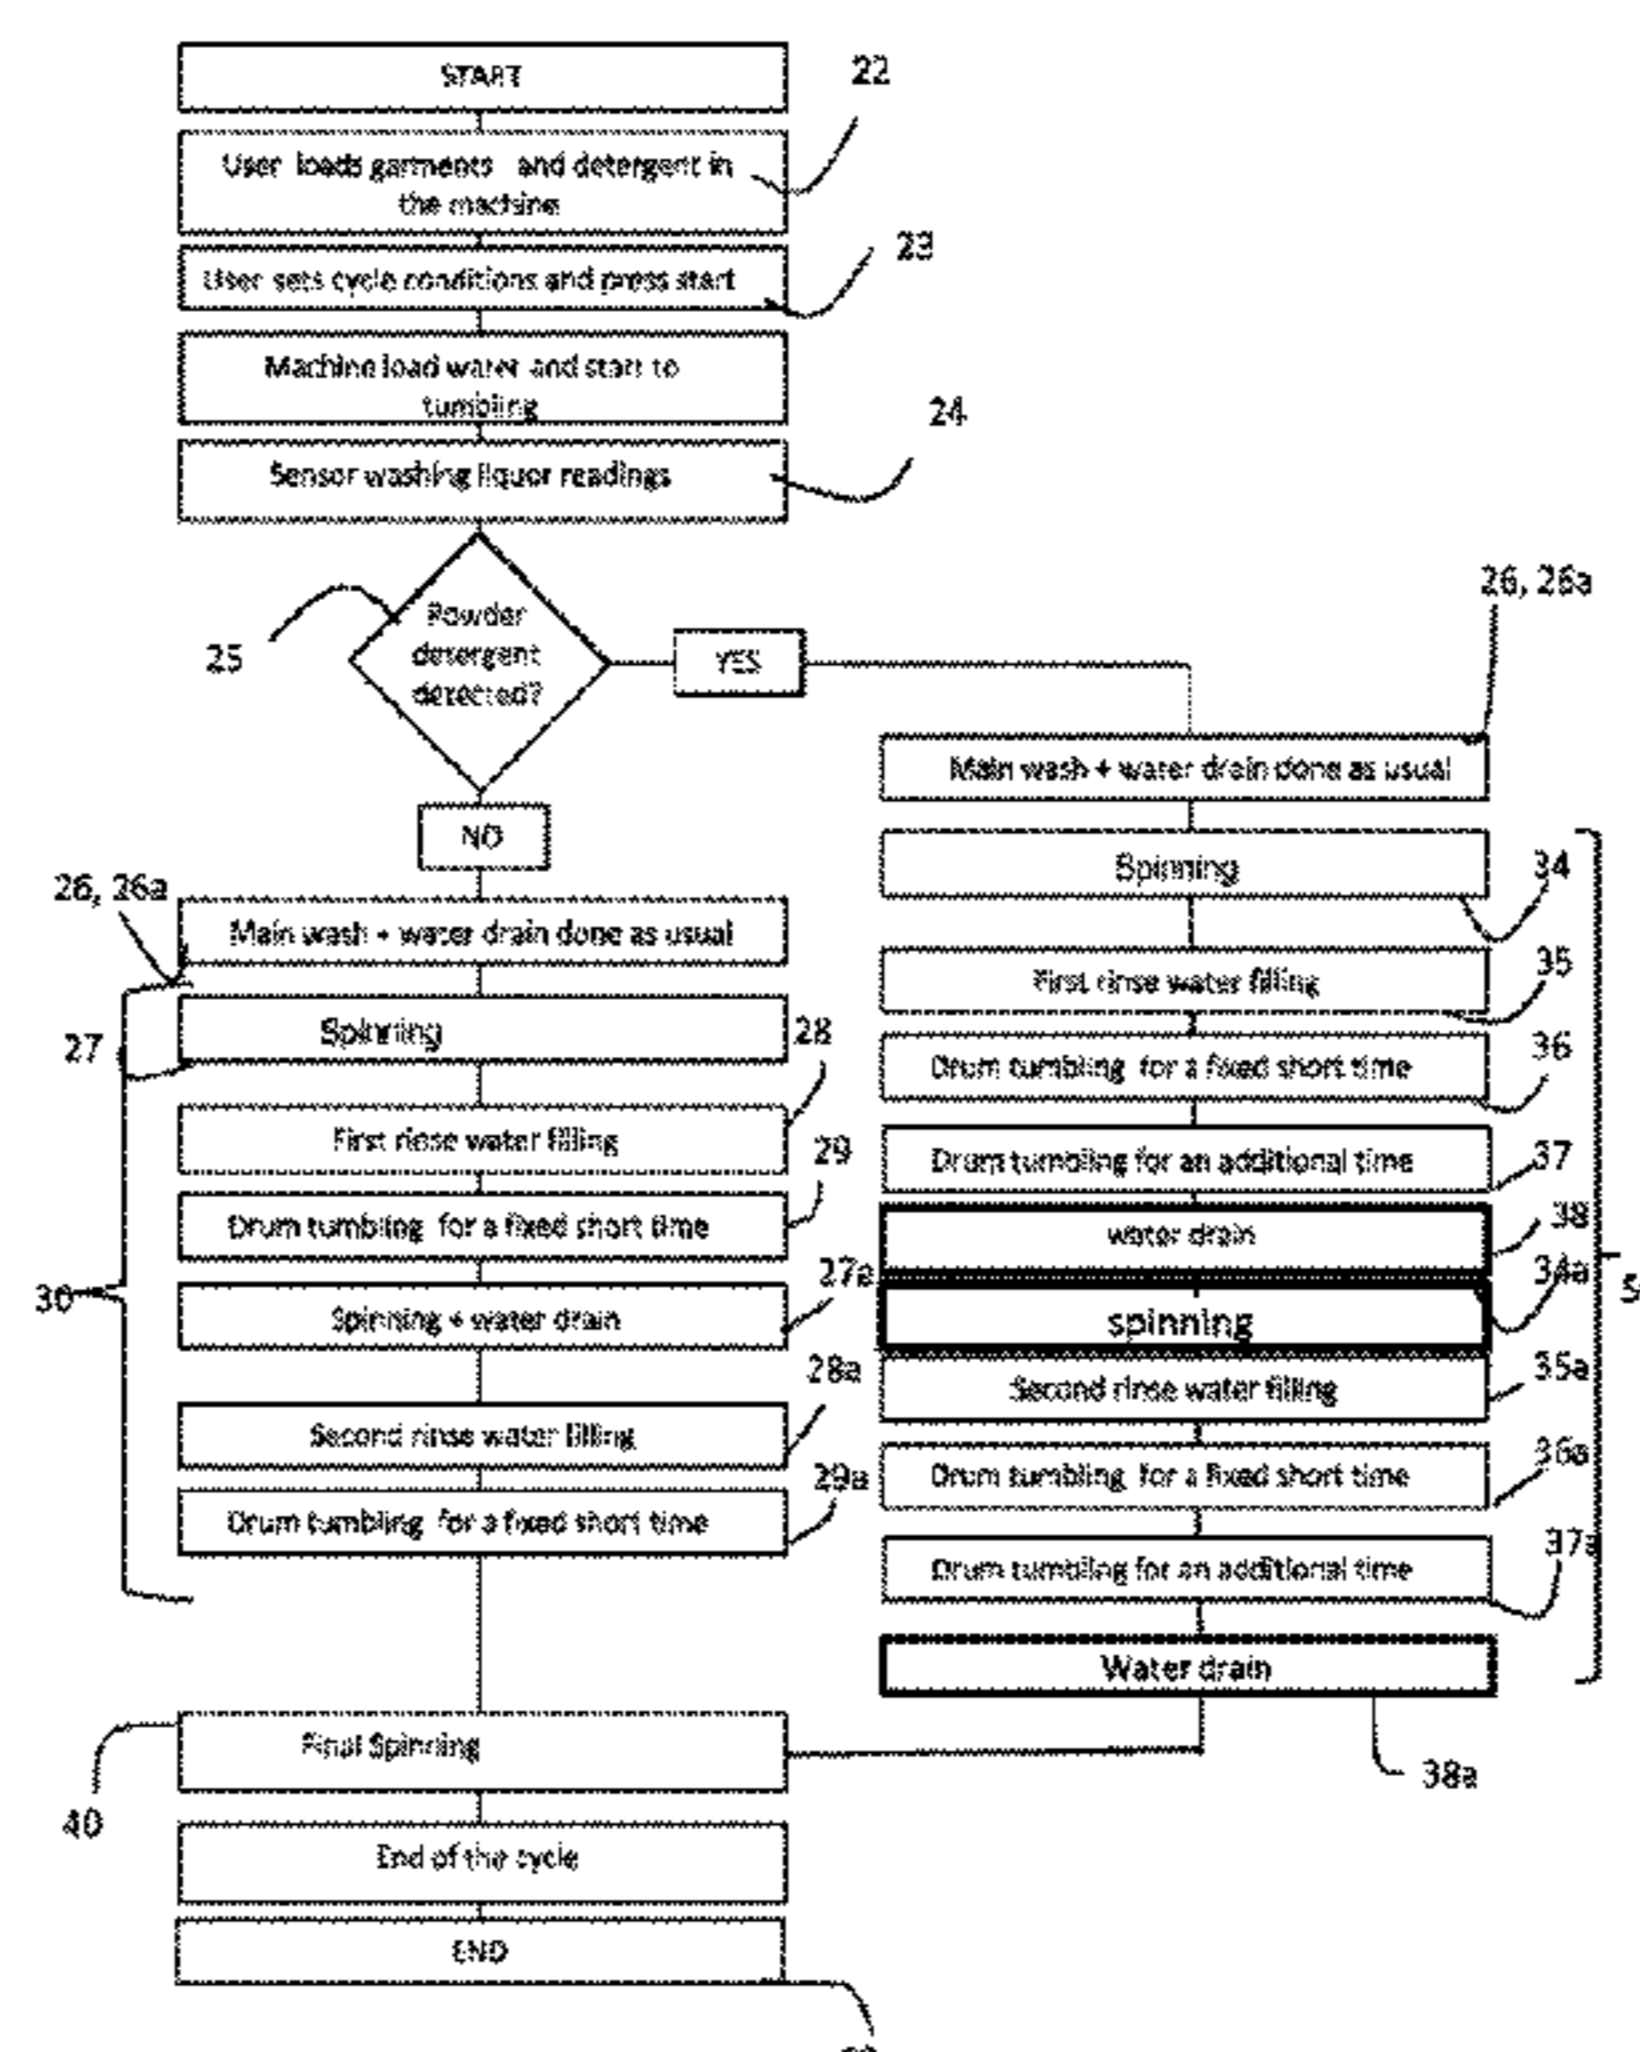 START
22
User loads garments and detergent in
the machine
23
User sets cycle conditions and press start
Machine load water and start to
tumbling
24
Sensor washing liquor readings
25
Powder
detergent
detected?
YES
NO
26, 26a
Main wash + water drain done as usual
27
Spinning
28
First rinse water filling
29
Drum tumbling for a fixed short time
27a
Spinning + water drain
28a
Second rinse water filling
29a
Drum tumbling for a fixed short time
30
26, 26a
Main wash + water drain done as usual
Spinning
34
First rinse water filling
35
Drum tumbling for a fixed short time
36
Drum tumbling for an additional time
37
water drain
38
spinning
34a
Second rinse water filling
35a
Drum tumbling for a fixed short time
36a
Drum tumbling for an additional time
37a
Water drain
38a
Final Spinning
40
End of the cycle
END